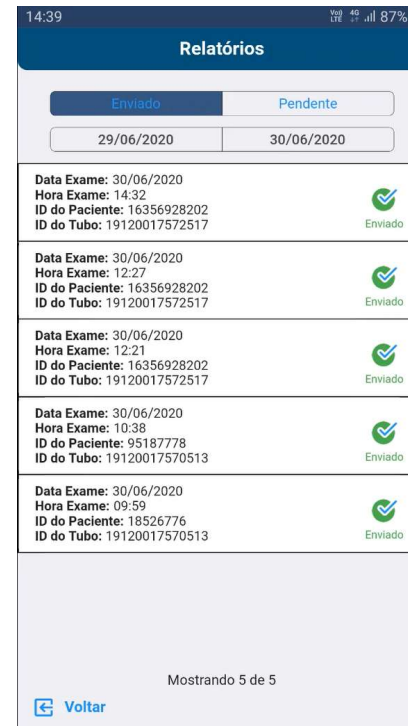 14:39
Vo)) LTE 4G 87%
Relatórios
Enviado Pendente
29/06/2020 30/06/2020
Data Exame: 30/06/2020
Hora Exame: 14:32
ID do Paciente: 16356928202
ID do Tubo: 19120017572517
Enviado
Data Exame: 30/06/2020
Hora Exame: 12:27
ID do Paciente: 16356928202
ID do Tubo: 19120017572517
Enviado
Data Exame: 30/06/2020
Hora Exame: 12:21
ID do Paciente: 16356928202
ID do Tubo: 19120017572517
Enviado
Data Exame: 30/06/2020
Hora Exame: 10:38
ID do Paciente: 95187778
ID do Tubo: 19120017570513
Enviado
Data Exame: 30/06/2020
Hora Exame: 09:59
ID do Paciente: 18526776
ID do Tubo: 19120017570513
Enviado
Mostrando 5 de 5
Voltar